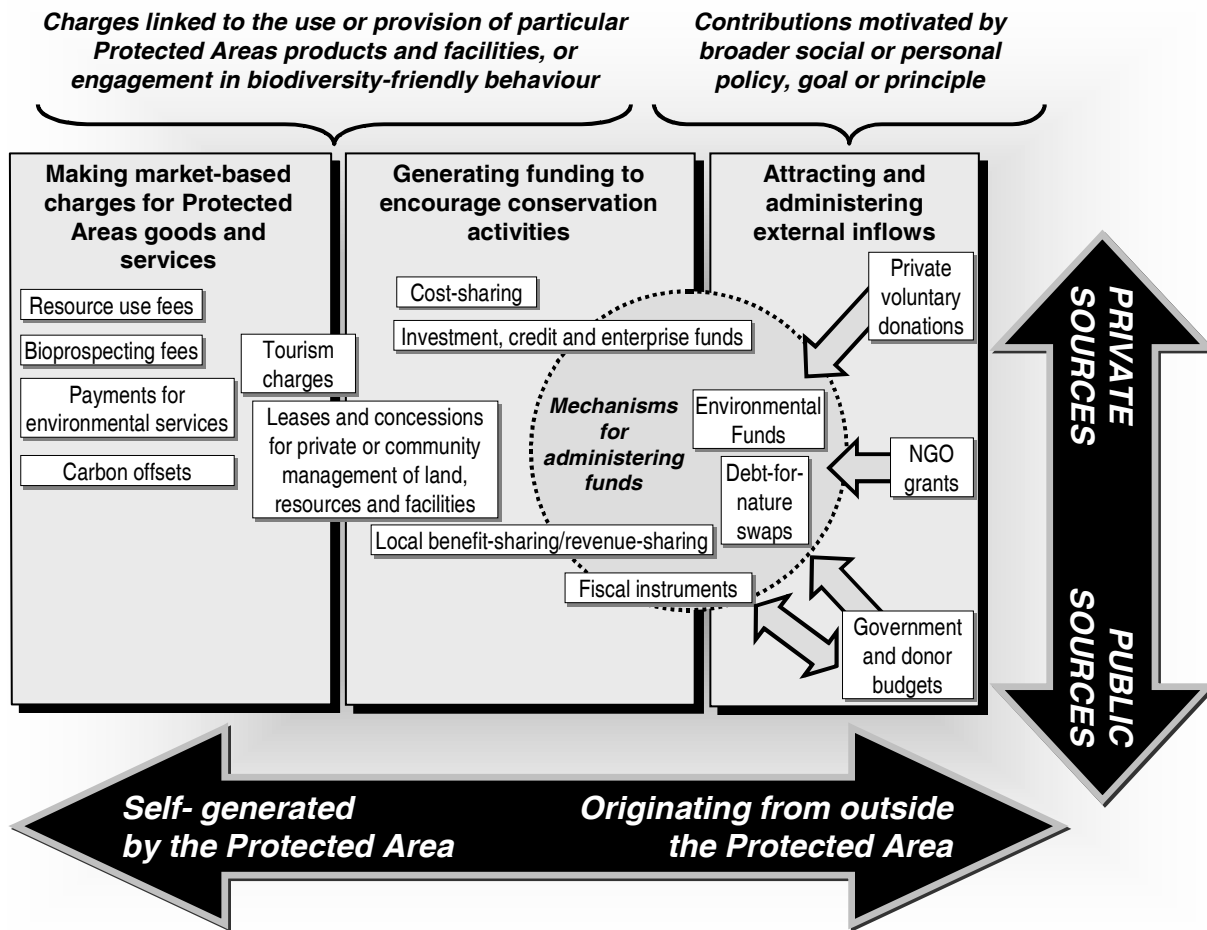 Charges linked to the use or provision of particular
Protected Areas products and facilities, or
engagement in biodiversity-friendly behaviour
Contributions motivated by
broader social or personal
policy, goal or principle
Making market-based
charges for Protected
Areas goods and
services
Generating funding to
encourage conservation
activities
Attracting and
administering
external inflows
Resource use fees
Bioprospecting fees
Payments for
environmental services
Carbon offsets
Tourism
charges
Leases and concessions
for private or community
management of land,
resources and facilities
Cost-sharing
Investment, credit and enterprise funds
Mechanisms
for
administering
funds
Environmental
Funds
Debt-for-
nature
swaps
Local benefit-sharing/revenue-sharing
Fiscal instruments
Private
voluntary
donations
NGO
grants
Government
and donor
budgets
PRIVATE
SOURCES
PUBLIC
SOURCES
Self- generated
by the Protected Area
Originating from outside
the Protected Area